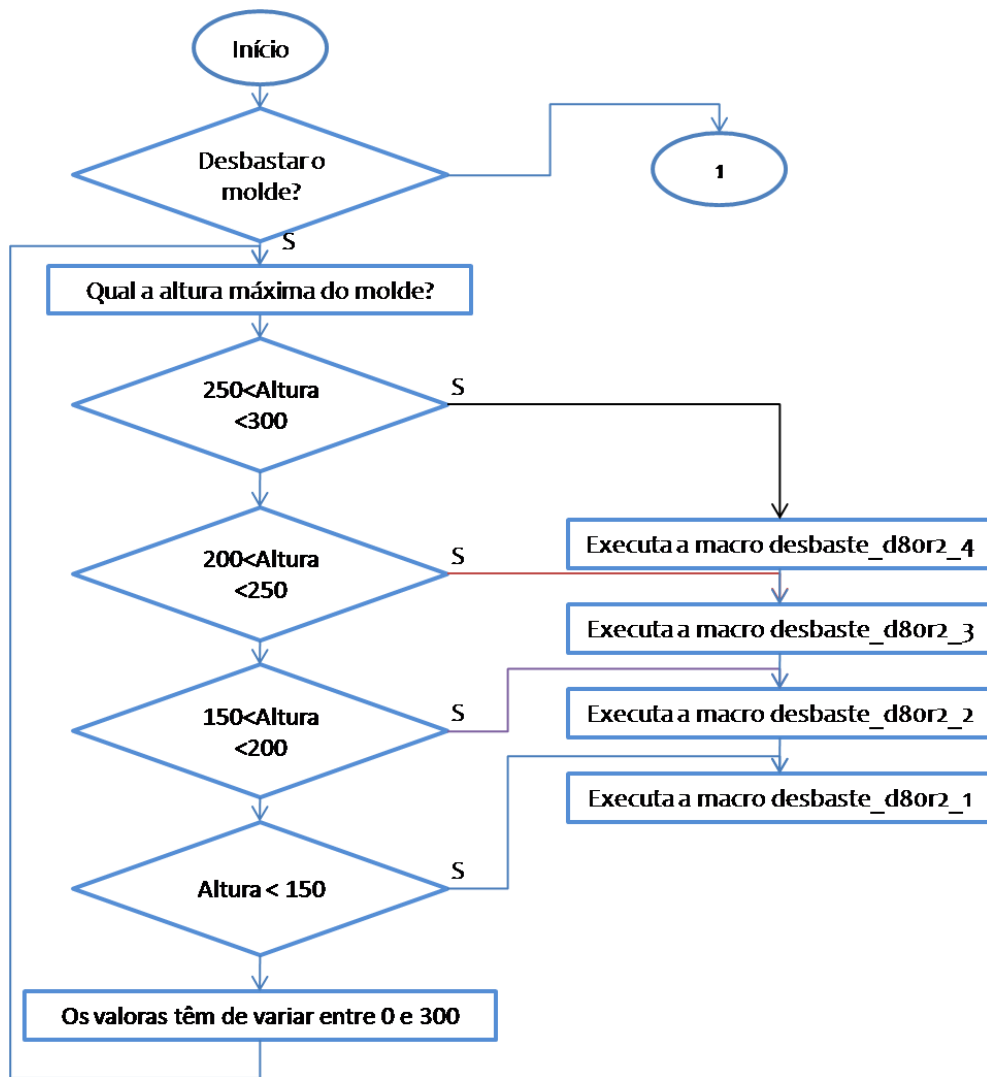 Início
Desbastar o
molde?
1
S
Qual a altura máxima do molde?
250<Altura
<300
S
Executa a macro desbaste_d80r2_4
200<Altura
<250
S
Executa a macro desbaste_d80r2_3
150<Altura
<200
S
Executa a macro desbaste_d80r2_2
Executa a macro desbaste_d80r2_1
Altura < 150
S
Os valoras têm de variar entre 0 e 300